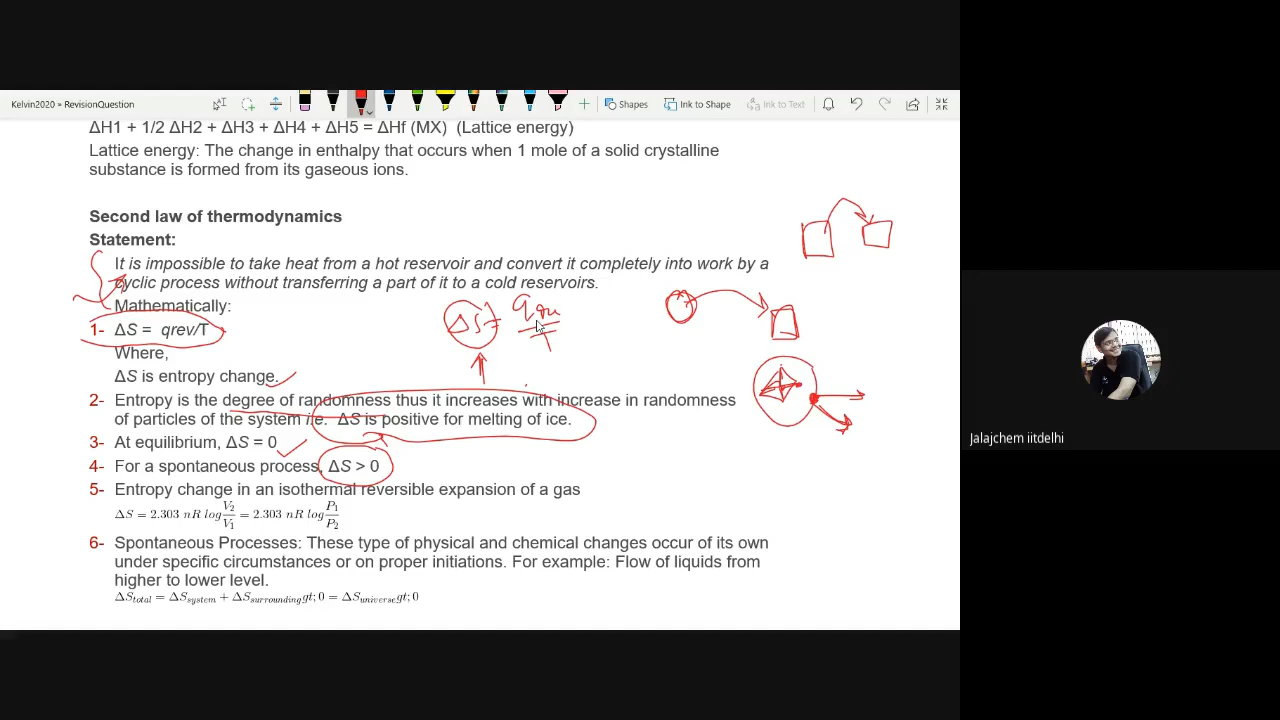 Kelvin2020 » RevisionQuestion
Shapes
Ink to Shape
Ink to Text
ΔH1 + 1/2 ΔH2 + ΔH3 + ΔH4 + ΔH5 = ΔHf (MX) (Lattice energy)
Lattice energy: The change in enthalpy that occurs when 1 mole of a solid crystalline
substance is formed from its gaseous ions.
Second law of thermodynamics
Statement:
It is impossible to take heat from a hot reservoir and convert it completely into work by a
cyclic process without transferring a part of it to a cold reservoirs.
Mathematically:
1- ΔS = qrev/T
ΔS =
T
Where,
ΔS is entropy change.
2- Entropy is the degree of randomness thus it increases with increase in randomness
of particles of the system i.e. ΔS is positive for melting of ice.
3- At equilibrium, ΔS = 0
4- For a spontaneous process, ΔS > 0
5- Entropy change in an isothermal reversible expansion of a gas
ΔS = 2.303 nR log V2/V1 = 2.303 nR log P1/P2
6- Spontaneous Processes: These type of physical and chemical changes occur of its own
under specific circumstances or on proper initiations. For example: Flow of liquids from
higher to lower level.
ΔStotal = ΔSsystem + ΔSsurroundinggt; 0 = ΔSuniversegt; 0
Jalajchem iitdelhi